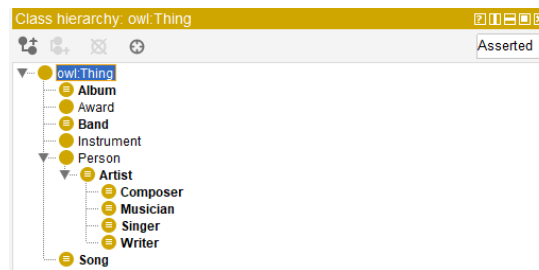 Class hierarchy: owl:Thing
Asserted
owl:Thing
Album
Award
Band
Instrument
Person
Artist
Composer
Musician
Singer
Writer
Song